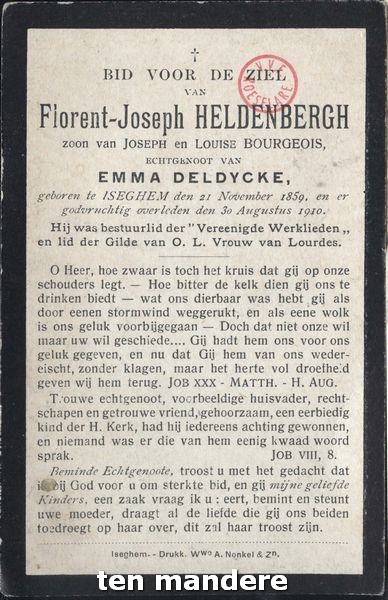 BID VOOR DE ZIEL
VAN
Florent-Joseph HELDENBERGH
zoon van JOSEPH en LOUISE BOURGEOIS,
ECHTGENOOT VAN
EMMA DELDYCKE,
geboren te ISEGHEM den 21 November 1859, en er
godvruchtig overleden den 30 Augustus 1910.
Hij was bestuurlid der "Vereenigde Werklieden„
en lid der Gilde van O. L. Vrouw van Lourdes.
O Heer, hoe zwaar is toch het kruis dat gij op onze
schouders legt. — Hoe bitter de kelk dien gij ons te
drinken biedt — wat ons dierbaar was hebt gij als
door eenen stormwind weggerukt, en als eene wolk
is ons geluk voorbijgegaan — Doch dat niet onze wil
maar uw wil geschiede.... Gij hadt hem ons voor ons
geluk gegeven, en nu dat Gij hem van ons weder-
eischt, zonder klagen, maar het herte vol droefheid
geven wij hem terug. JOB XXX - MATTH. - H. AUG.
Trouwe echtgenoot, voorbeeldige huisvader, recht-
schapen en getrouwe vriend, gehoorzaam, een eerbiedig
kind der H. Kerk, had hij iedereens achting gewonnen,
en niemand was er die van hem eenig kwaad woord
sprak. JOB VIII, 8.
Beminde Echtgenoote, troost u met het gedacht dat
ik bij God voor u om sterkte bid, en gij mijne geliefde
Kinders, een zaak vraag ik u: eert, bemint en steunt
uwe moeder, draagt al de liefde die gij ons beiden
toedroegt op haar over, dit zal haar troost zijn.
Iseghem. - Drukk. Wwe A. Nonkel & Zn.
VVF
ROESELARE
ten mandere